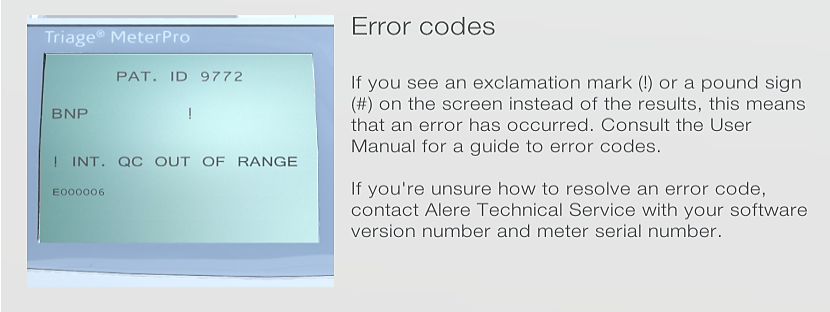 Triage® MeterPro
PAT. ID 9772
BNP !
! INT. QC OUT OF RANGE
E000006
Error codes
If you see an exclamation mark (!) or a pound sign
(#) on the screen instead of the results, this means
that an error has occurred. Consult the User
Manual for a guide to error codes.
If you're unsure how to resolve an error code,
contact Alere Technical Service with your software
version number and meter serial number.